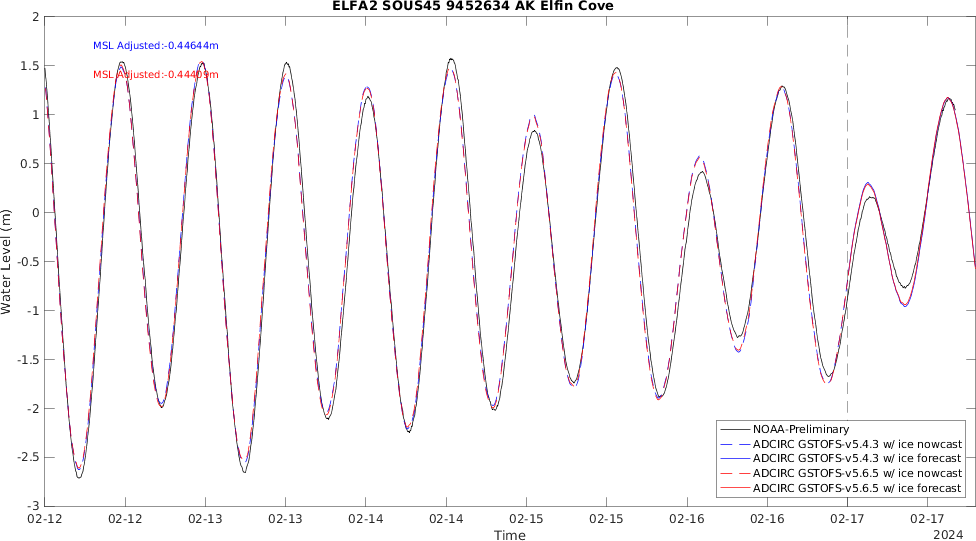 ELFA2 SOUS45 9452634 AK Elfin Cove
MSL Adjusted:-0.44644m
MSL Adjusted:-0.44409m
2
1.5
1
0.5
0
-0.5
-1
-1.5
-2
-2.5
-3
Water Level (m)
NOAA-Preliminary
ADCIRC GSTOFS-v5.4.3 w/ ice nowcast
ADCIRC GSTOFS-v5.4.3 w/ ice forecast
ADCIRC GSTOFS-v5.6.5 w/ ice nowcast
ADCIRC GSTOFS-v5.6.5 w/ ice forecast
02-12 02-12 02-13 02-13 02-14 02-14 02-15 02-15 02-16 02-16 02-17 02-17
Time
2024